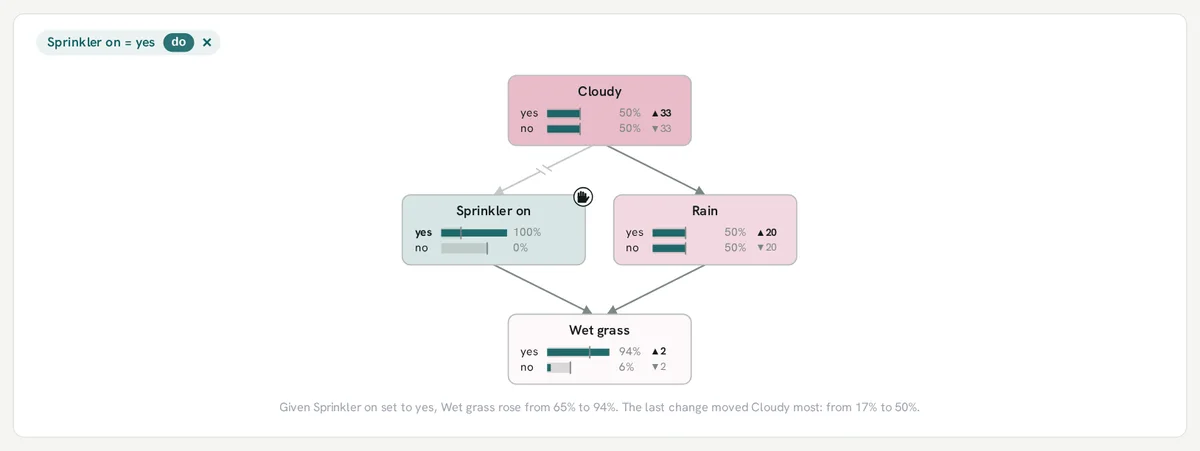 Sprinkler on = yes do ✕
Cloudy
yes 50% ▲33
no 50% ▼33
Sprinkler on
yes 100%
no 0%
Rain
yes 50% ▲20
no 50% ▼20
Wet grass
yes 94% ▲2
no 6% ▼2
Given Sprinkler on set to yes, Wet grass rose from 65% to 94%. The last change moved Cloudy most: from 17% to 50%.